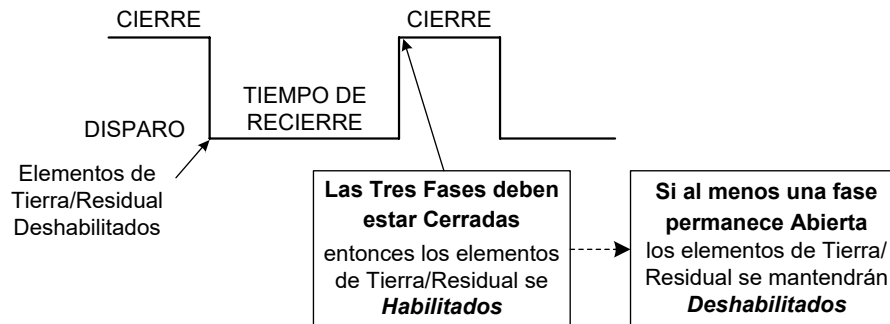 CIERRE
CIERRE
TIEMPO DE
RECIERRE
DISPARO
Elementos de
Tierra/Residual
Deshabilitados
Las Tres Fases deben
estar Cerradas
entonces los elementos
de Tierra/Residual se
Habilitados
Si al menos una fase
permanece Abierta
los elementos de Tierra/
Residual se mantendrán
Deshabilitados